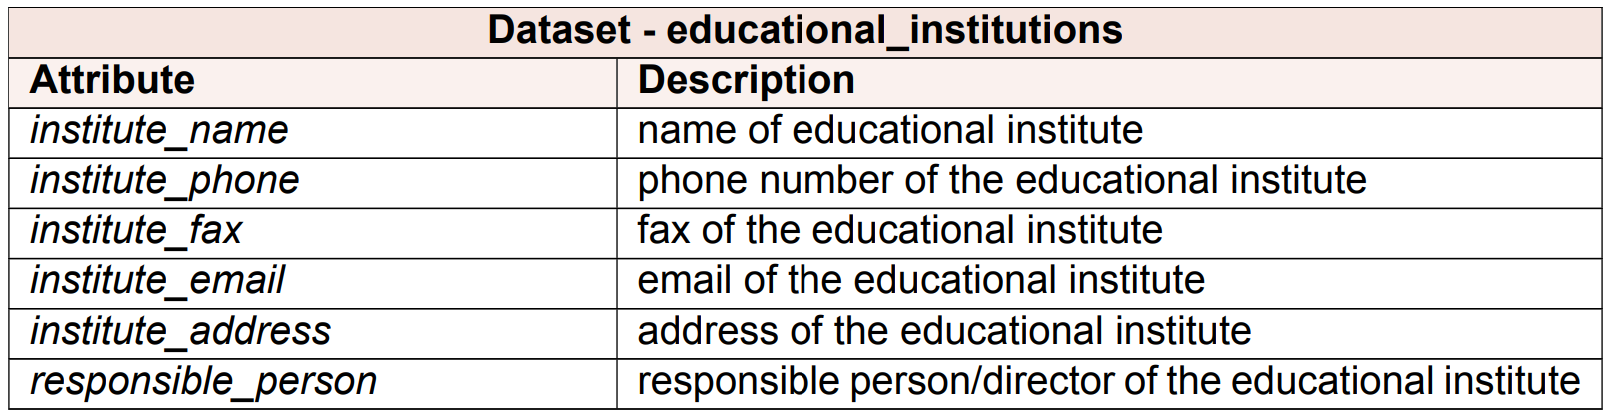 Dataset - educational_institutions
Attribute Description
institute_name name of educational institute
institute_phone phone number of the educational institute
institute_fax fax of the educational institute
institute_email email of the educational institute
institute_address address of the educational institute
responsible_person responsible person/director of the educational institute